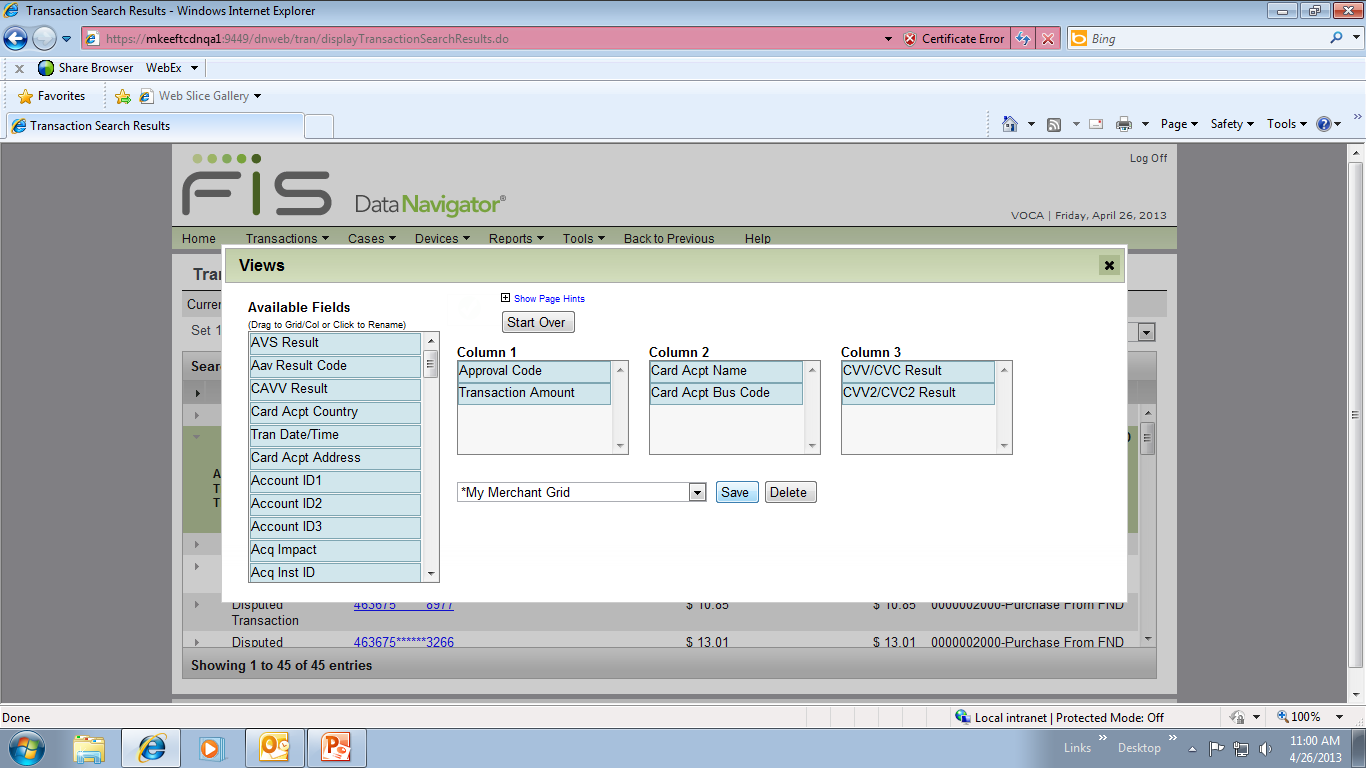 Transaction Search Results - Windows Internet Explorer
https://mkeeftcdnqa1:9449/dnweb/tran/displayTransactionSearchResults.do
Certificate Error
Bing
x Share Browser WebEx
Favorites Web Slice Gallery
Transaction Search Results
Page Safety Tools
FIS DataNavigator®
Log Off
VOCA | Friday, April 26, 2013
Home Transactions Cases Devices Reports Tools Back to Previous Help
Views
Available Fields
(Drag to Grid/Col or Click to Rename)
AVS Result
Aav Result Code
CAVV Result
Card Acpt Country
Tran Date/Time
Card Acpt Address
Account ID1
Account ID2
Account ID3
Acq Impact
Acq Inst ID
Show Page Hints
Start Over
Column 1
Approval Code
Transaction Amount
Column 2
Card Acpt Name
Card Acpt Bus Code
Column 3
CVV/CVC Result
CVV2/CVC2 Result
*My Merchant Grid
Save Delete
Set 1
Disputed Transaction $ 10.85 $ 10.85 0000002000-Purchase From FND
Disputed 463675******3266 $ 13.01 $ 13.01 0000002000-Purchase From FND
Showing 1 to 45 of 45 entries
Done
Local intranet | Protected Mode: Off
100%
Links
Desktop
11:00 AM
4/26/2013